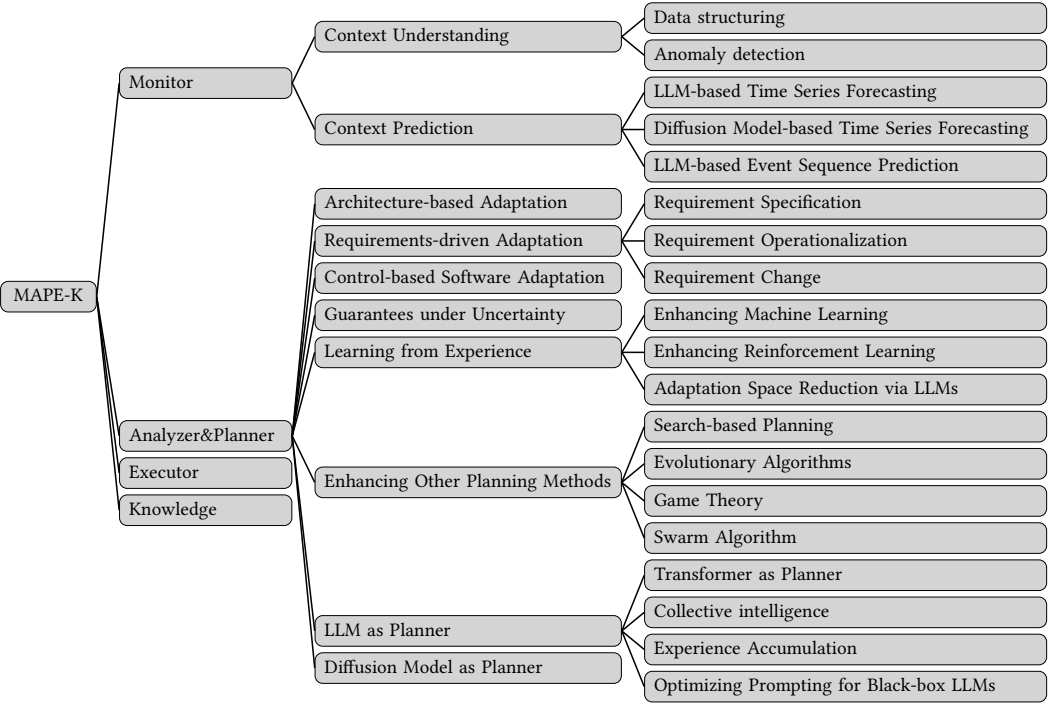 MAPE-K
Monitor
Context Understanding
Data structuring
Anomaly detection
Context Prediction
LLM-based Time Series Forecasting
Diffusion Model-based Time Series Forecasting
LLM-based Event Sequence Prediction
Analyzer&Planner
Architecture-based Adaptation
Requirements-driven Adaptation
Requirement Specification
Requirement Operationalization
Requirement Change
Control-based Software Adaptation
Guarantees under Uncertainty
Learning from Experience
Enhancing Machine Learning
Enhancing Reinforcement Learning
Adaptation Space Reduction via LLMs
Enhancing Other Planning Methods
Search-based Planning
Evolutionary Algorithms
Game Theory
Swarm Algorithm
LLM as Planner
Transformer as Planner
Collective intelligence
Experience Accumulation
Optimizing Prompting for Black-box LLMs
Diffusion Model as Planner
Executor
Knowledge